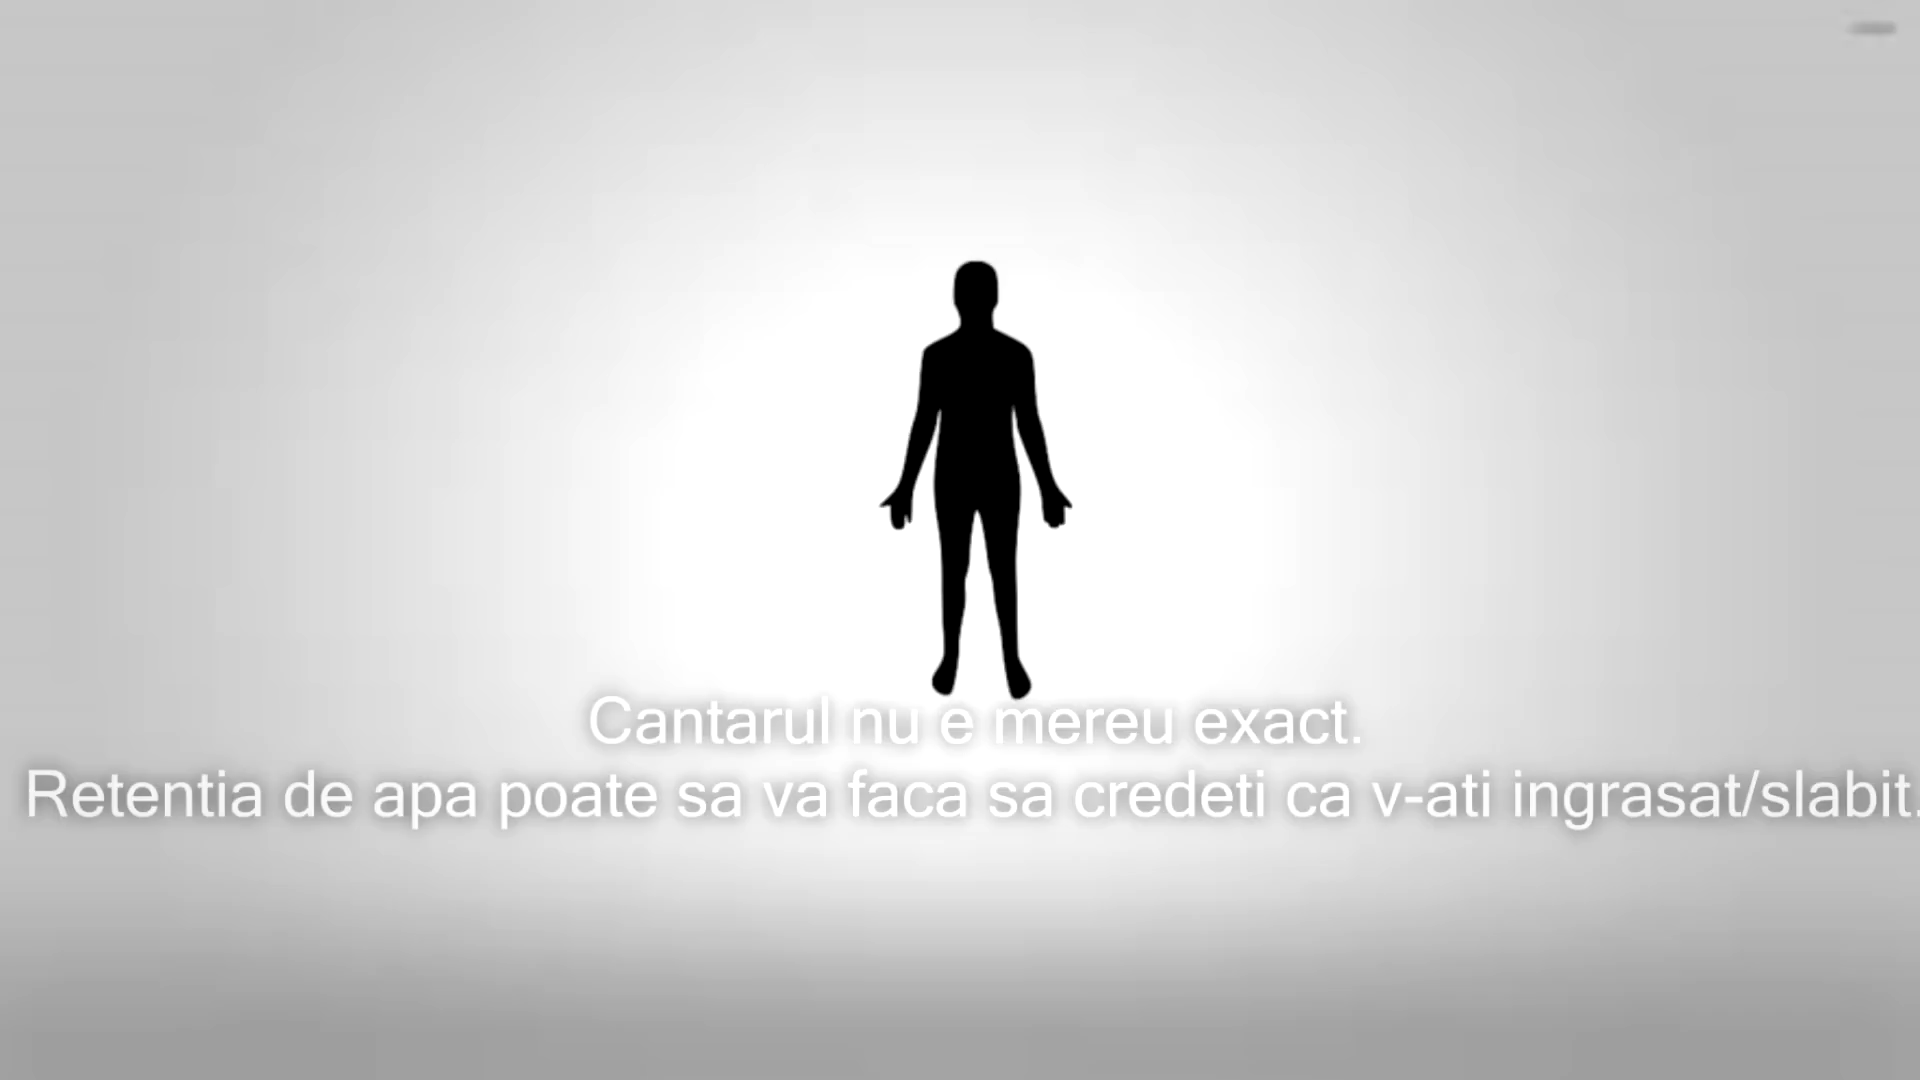 Cantarul nu e mereu exact.
Retentia de apa poate sa va faca sa credeti ca v-ati ingrasat/slabit.